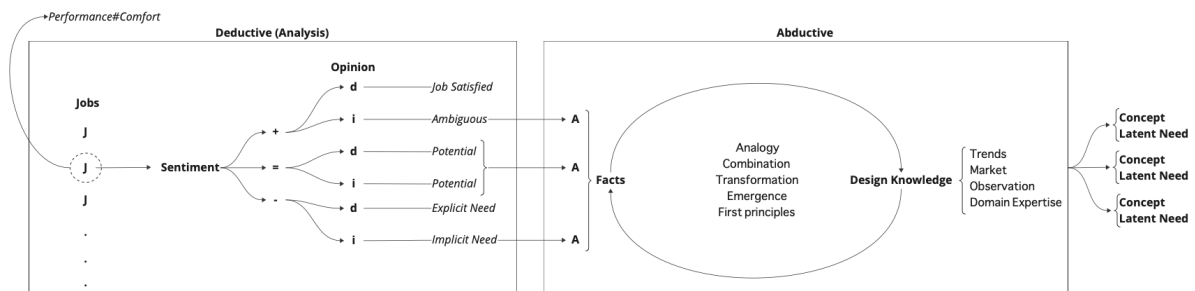 Performance#Comfort
Deductive (Analysis)
Abductive
Opinion
d
Job Satisfied
Jobs
i
Ambiguous
A
J
+
d
Potential
J
Sentiment
=
A
i
Potential
J
-
d
Explicit Need
.
i
Implicit Need
A
.
.
Facts
Analogy
Combination
Transformation
Emergence
First principles
Design Knowledge
Trends
Market
Observation
Domain Expertise
Concept
Latent Need
Concept
Latent Need
Concept
Latent Need